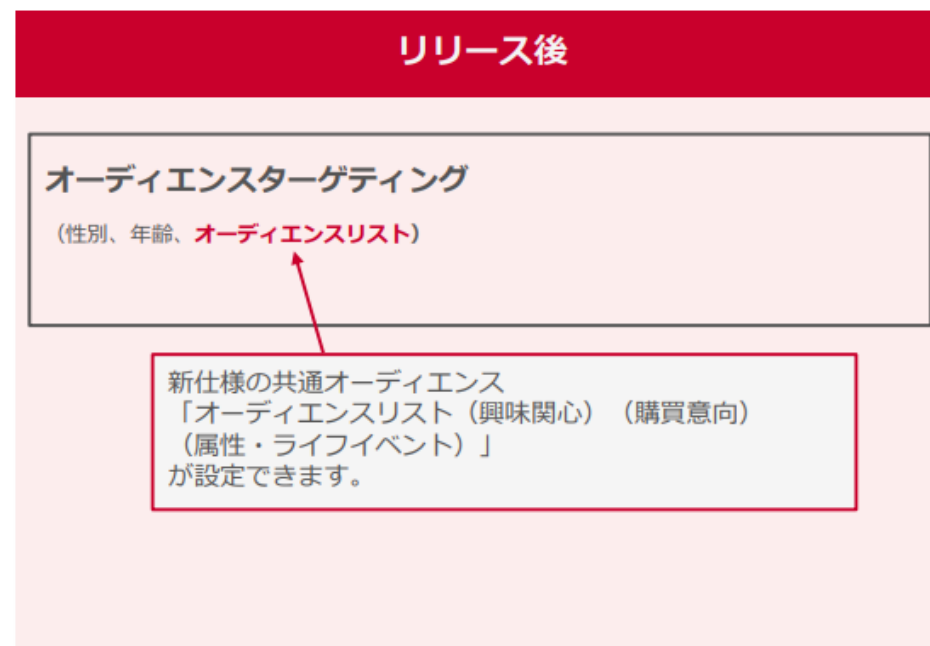 リリース後
オーディエンスターゲティング
（性別、年齢、オーディエンスリスト）
新仕様の共通オーディエンス
「オーディエンスリスト（興味関心）（購買意向）
（属性・ライフイベント）」
が設定できます。